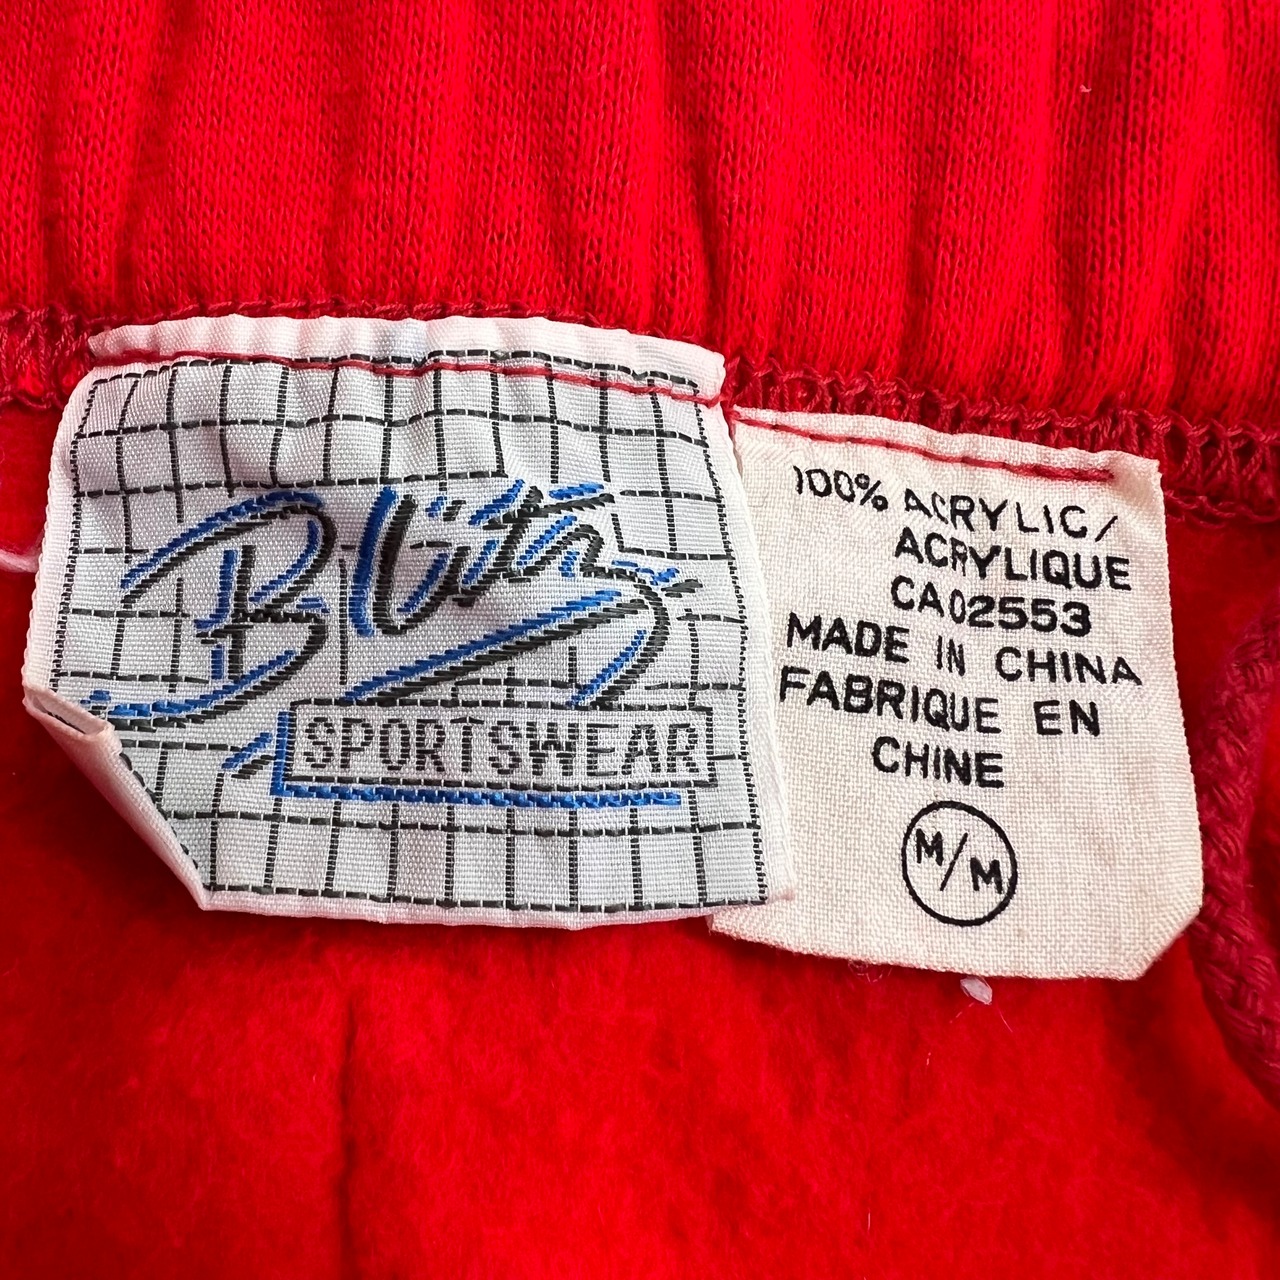 Blitz
SPORTSWEAR
100% ACRYLIC/
ACRYLIQUE
CA02553
MADE IN CHINA
FABRIQUE EN
CHINE
M/M